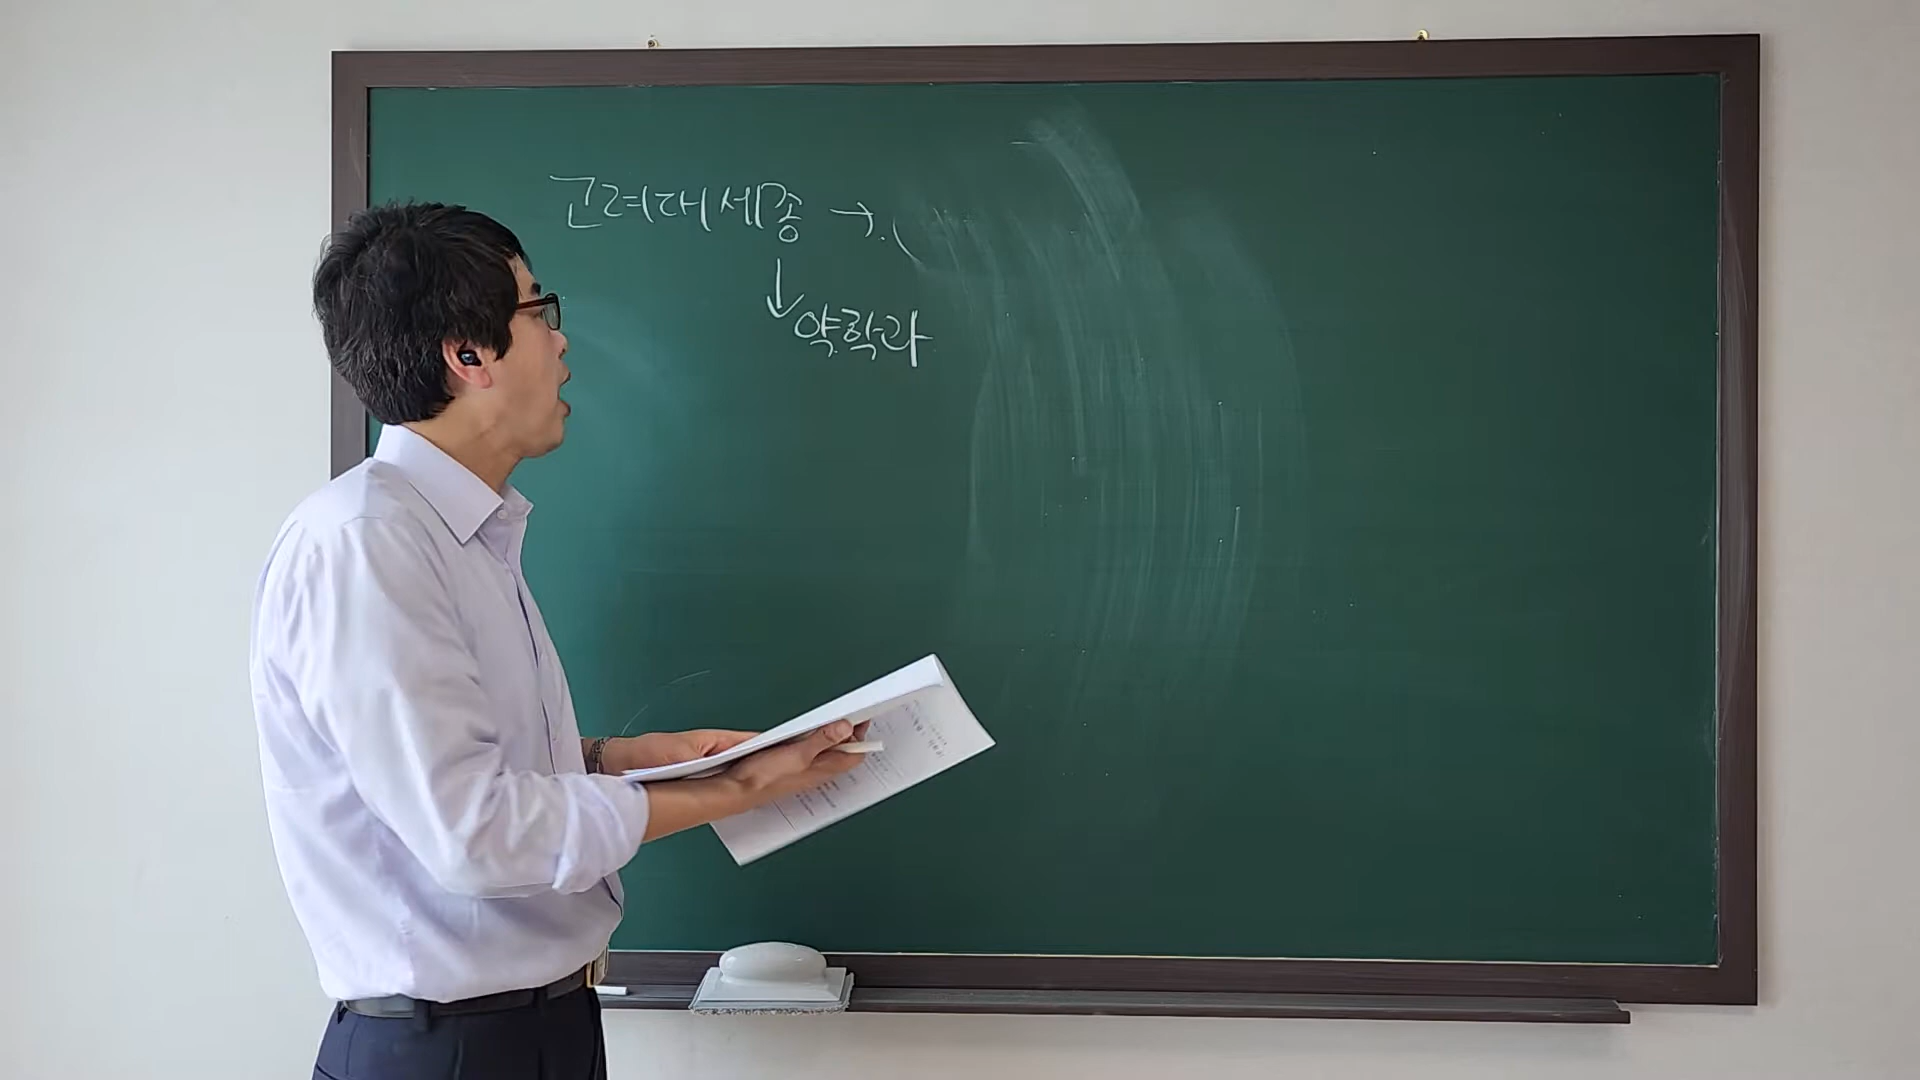 고려대 세종 →
↓ 약학과